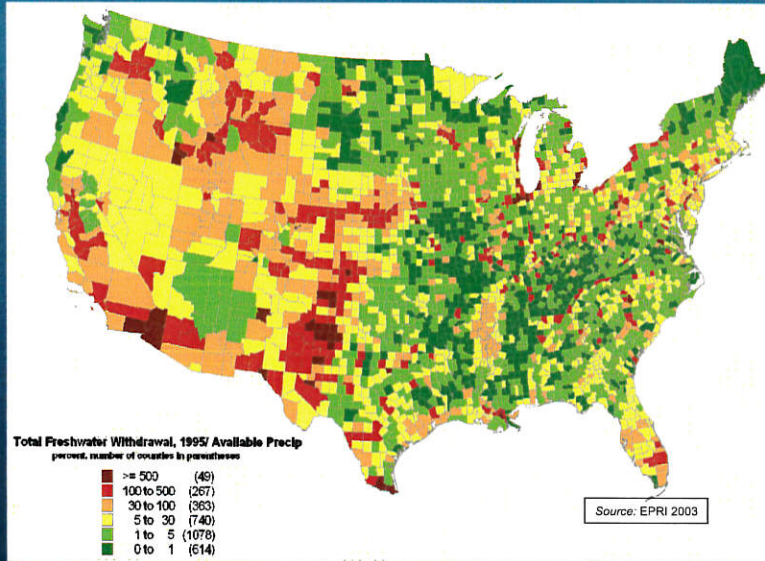 Total Freshwater Withdrawal, 1995/ Available Precip
percent, number of counties in parentheses
>= 500 (49)
100 to 500 (267)
30 to 100 (363)
5 to 30 (740)
1 to 5 (1078)
0 to 1 (614)
Source: EPRI 2003